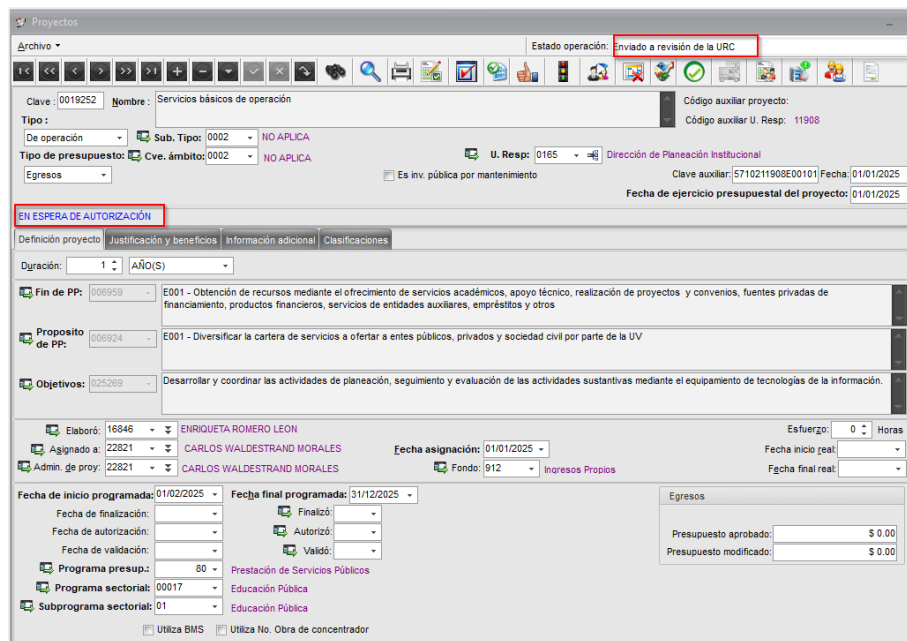 Proyectos
Archivo
Estado operación: Enviado a revisión de la URC
Clave : 0019252 Nombre : Servicios básicos de operación Código auxiliar proyecto:
Código auxiliar U. Resp: 11908
Tipo :
De operación Sub. Tipo: 0002 NO APLICA
Tipo de presupuesto: Cve. ámbito: 0002 NO APLICA U. Resp: 0165 Dirección de Planeación Institucional
Egresos Es inv. pública por mantenimiento Clave auxiliar: 5710211908E00101 Fecha: 01/01/2025
Fecha de ejercicio presupuestal del proyecto: 01/01/2025
EN ESPERA DE AUTORIZACIÓN
Definición proyecto Justificación y beneficios Información adicional Clasificaciones
Duración: 1 AÑO(S)
Fin de PP: 006959 E001 - Obtención de recursos mediante el ofrecimiento de servicios académicos, apoyo técnico, realización de proyectos y convenios, fuentes privadas de
financiamiento, productos financieros, servicios de entidades auxiliares, empréstitos y otros
Proposito de PP: 006924 E001 - Diversificar la cartera de servicios a ofertar a entes públicos, privados y sociedad civil por parte de la UV
Objetivos: 025269 Desarrollar y coordinar las actividades de planeación, seguimiento y evaluación de las actividades sustantivas mediante el equipamiento de tecnologías de la información.
Elaboró: 16846 ENRIQUETA ROMERO LEON Esfuerzo: 0 Horas
Asignado a: 22821 CARLOS WALDESTRAND MORALES Fecha asignación: 01/01/2025 Fecha inicio real:
Admin. de proy: 22821 CARLOS WALDESTRAND MORALES Fondo: 912 Ingresos Propios Fecha final real:
Fecha de inicio programada: 01/02/2025 Fecha final programada: 31/12/2025 Egresos
Fecha de finalización: Finalizó:
Fecha de autorización: Autorizó: Presupuesto aprobado: $ 0.00
Fecha de validación: Validó: Presupuesto modificado: $ 0.00
Programa presup.: 80 Prestación de Servicios Públicos
Programa sectorial: 00017 Educación Pública
Subprograma sectorial: 01 Educación Pública
Utiliza BMS Utiliza No. Obra de concentrador